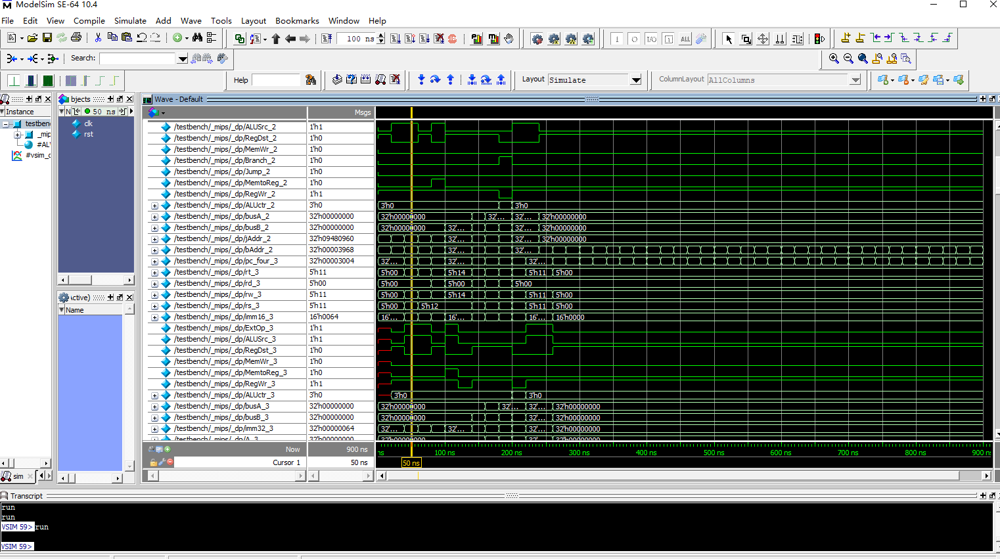 ModelSim SE-64 10.4
File Edit View Compile Simulate Add Wave Tools Layout Bookmarks Window Help
100 ns
Search:
Help
Layout Simulate
ColumnLayout AllColumns
bjects
Wave - Default
Instance
N 50 ns
Msgs
testbenc
_mip
#AL
#vsim_c
clk
rst
ctive)
Name
/testbench/_mips/_dp/ALUSrc_2 1'h1
/testbench/_mips/_dp/RegDst_2 1'h0
/testbench/_mips/_dp/MemWr_2 1'h0
/testbench/_mips/_dp/Branch_2 1'h0
/testbench/_mips/_dp/Jump_2 1'h0
/testbench/_mips/_dp/MemtoReg_2 1'h0
/testbench/_mips/_dp/RegWr_2 1'h1
/testbench/_mips/_dp/ALUctr_2 3'h0 3'h0 3'h0
/testbench/_mips/_dp/busA_2 32'h00000000 32'h00000000 32'... 32'... 32'h00000000
/testbench/_mips/_dp/busB_2 32'h00000000 32'h00000000 32'... 32'... 32'h00000000
/testbench/_mips/_dp/jAddr_2 32'h09480960 32'... 32'... 32'h00000000
/testbench/_mips/_dp/bAddr_2 32'h00003968 32'... 32'...
/testbench/_mips/_dp/pc_four_3 32'h00003004 32'... 32'... 32'...
/testbench/_mips/_dp/rt_3 5'h11 5'h00 5'h14 5'h11 5'h00
/testbench/_mips/_dp/rd_3 5'h00 5'h00 5'h00 5'h00
/testbench/_mips/_dp/rw_3 5'h11 5'h00 5'h14 5'h11 5'h00
/testbench/_mips/_dp/rs_3 5'h11 5'h00 5'h12 5'h11 5'h00
/testbench/_mips/_dp/imm16_3 16'h0064 16'... 16'... 16'... 16'h0000
/testbench/_mips/_dp/ExtOp_3 1'h1
/testbench/_mips/_dp/ALUSrc_3 1'h1
/testbench/_mips/_dp/RegDst_3 1'h0
/testbench/_mips/_dp/MemWr_3 1'h0
/testbench/_mips/_dp/MemtoReg_3 1'h0
/testbench/_mips/_dp/RegWr_3 1'h1
/testbench/_mips/_dp/ALUctr_3 3'h0 3'h0 3'h0
/testbench/_mips/_dp/busA_3 32'h00000000 32'h00000000 32'... 32'... 32'h00000000
/testbench/_mips/_dp/busB_3 32'h00000000 32'h00000000 32'... 32'h00000000
/testbench/_mips/_dp/imm32_3 32'h00000064 32'... 32'... 32'... 32'h00000000
/testbench/_mips/_dp/A_3 32'h00000000 32'h00000000 32'... 32'h00000000
Now 900 ns
ns 100 ns 200 ns 300 ns 400 ns 500 ns 600 ns 700 ns 800 ns 900 n
Cursor 1 50 ns
50 ns
sim
Transcript
run
run
VSIM 59> run
VSIM 59>